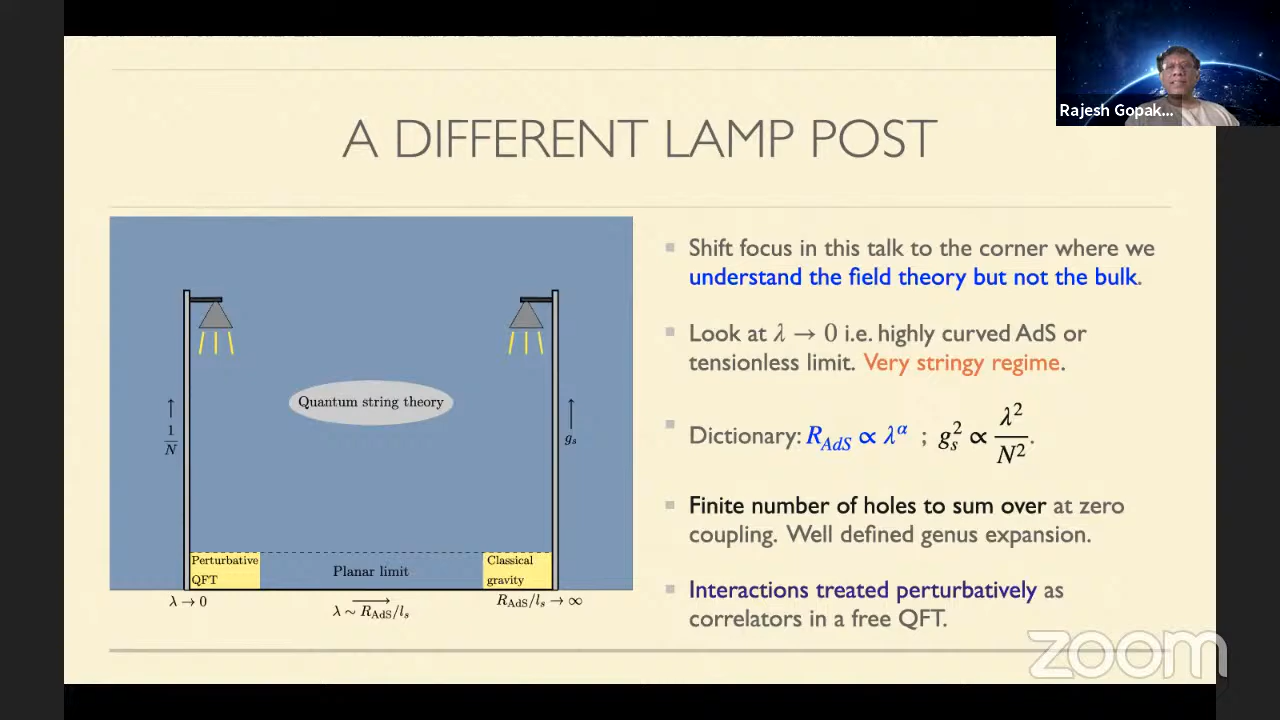 Rajesh Gopak...
A DIFFERENT LAMP POST
Quantum string theory
↑
1/N
↑
g_s
Perturbative
QFT
Planar limit
Classical
gravity
λ → 0
λ ~ R_AdS/l_s
R_AdS/l_s → ∞
Shift focus in this talk to the corner where we
understand the field theory but not the bulk.
Look at λ → 0 i.e. highly curved AdS or
tensionless limit. Very stringy regime.
Dictionary: R_AdS ∝ λ^α ; g_s^2 ∝ λ^2/N^2.
Finite number of holes to sum over at zero
coupling. Well defined genus expansion.
Interactions treated perturbatively as
correlators in a free QFT.
zoom